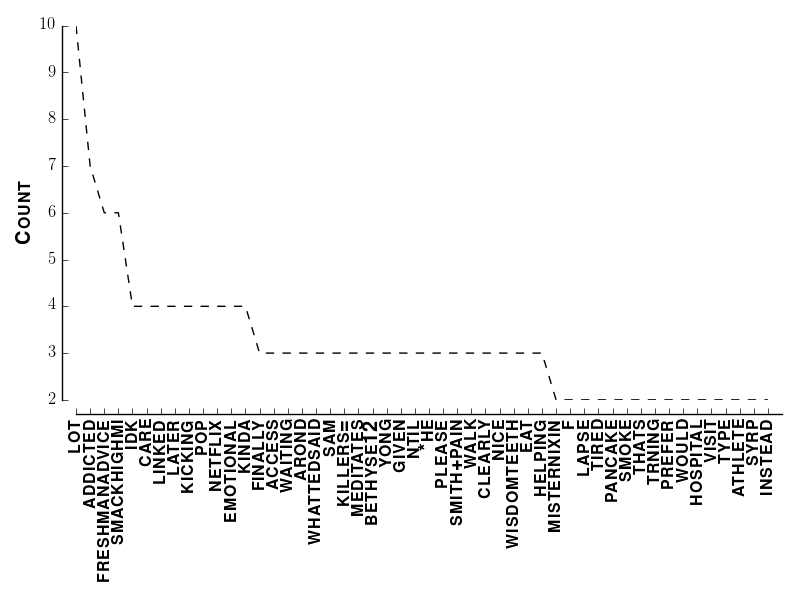 10
9
8
7
6
5
4
3
2
COUNT
LOT
ADDICTED
FRESHMANADVICE
SMACKHIGHMI
IDK
CARE
LINKED
LATER
KICKING
POP
NETFLIX
EMOTIONAL
KINDA
FINALLY
ACCESS
WAITING
AROND
WHATTEDSAID
SAM
KILLERS=
MEDITATES
BETHYSE12
YONG
GIVEN
NTIL
*HE
PLEASE
SMITH+PAIN
WALK
CLEARLY
NICE
WISDOMTEETH
EAT
HELPING
MISTERNIXIN
F
LAPSE
TIRED
PANCAKE
SMOKE
THATS
TRNING
PREFER
WOULD
HOSPITAL
VISIT
TYPE
ATHLETE
SYRP
INSTEAD